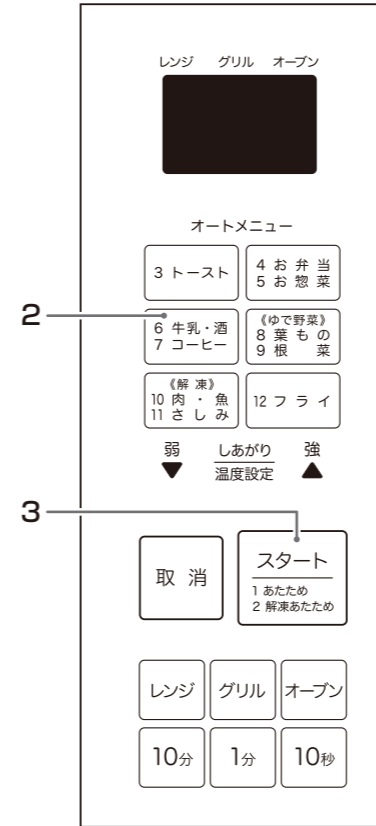 レンジ グリル オーブン
オートメニュー
3 トースト
4 お弁当
5 お惣菜
2
6 牛乳・酒
7 コーヒー
《ゆで野菜》
8 葉もの
9 根菜
《解凍》
10 肉・魚
11 さしみ
12 フライ
弱 しあがり 強
▼ 温度設定 ▲
3
取消
スタート
1 あたため
2 解凍あたため
レンジ グリル オーブン
10分 1分 10秒